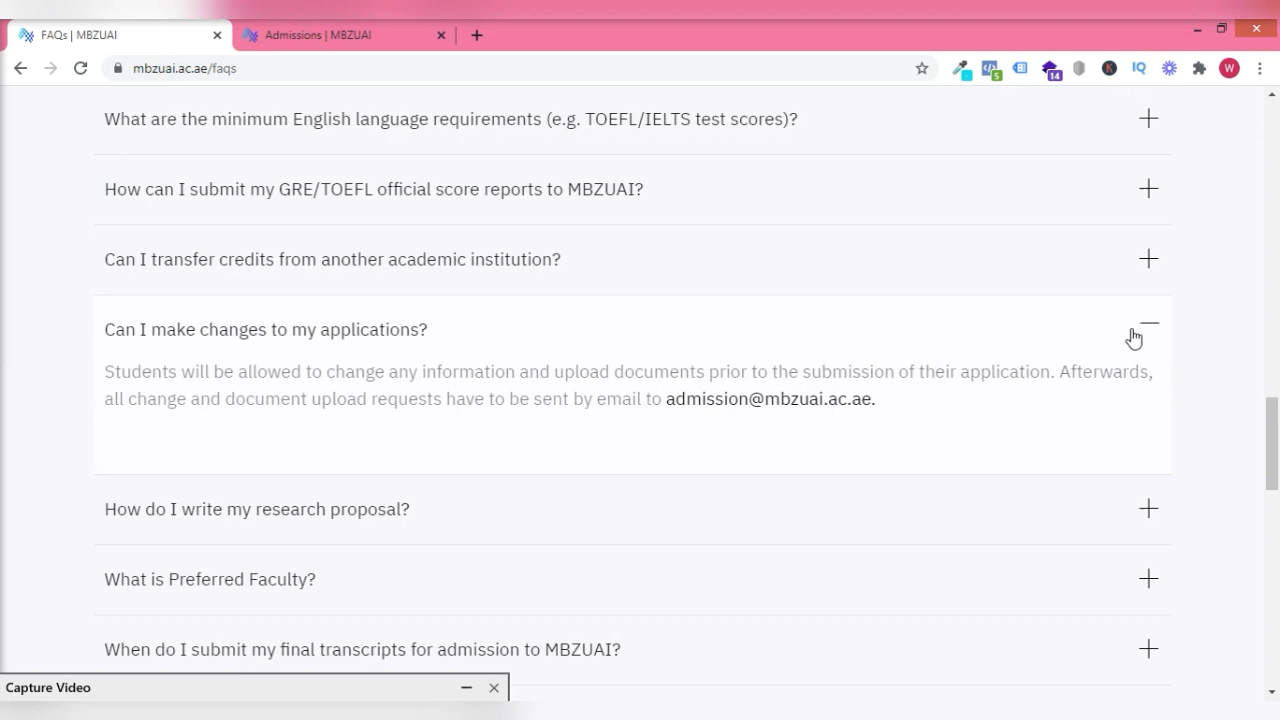 FAQs | MBZUAI
Admissions | MBZUAI
mbzuai.ac.ae/faqs
5
14
K
IQ
W
What are the minimum English language requirements (e.g. TOEFL/IELTS test scores)?
How can I submit my GRE/TOEFL official score reports to MBZUAI?
Can I transfer credits from another academic institution?
Can I make changes to my applications?
Students will be allowed to change any information and upload documents prior to the submission of their application. Afterwards,
all change and document upload requests have to be sent by email to admission@mbzuai.ac.ae.
How do I write my research proposal?
What is Preferred Faculty?
When do I submit my final transcripts for admission to MBZUAI?
Capture Video